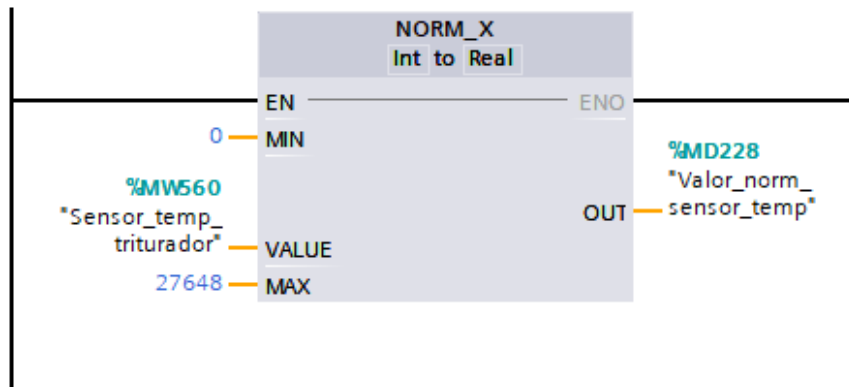 NORM_X
Int to Real
EN
ENO
0
MIN
%MW560
"Sensor_temp_
triturador"
VALUE
27648
MAX
OUT
%MD228
"Valor_norm_
sensor_temp"